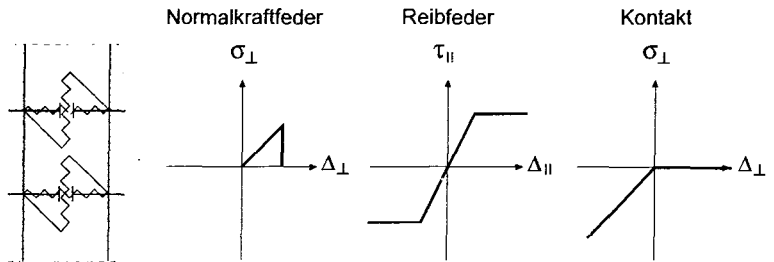 Normalkraftfeder
Reibfeder
Kontakt
σ⊥
τ||
σ⊥
Δ⊥
Δ||
Δ⊥